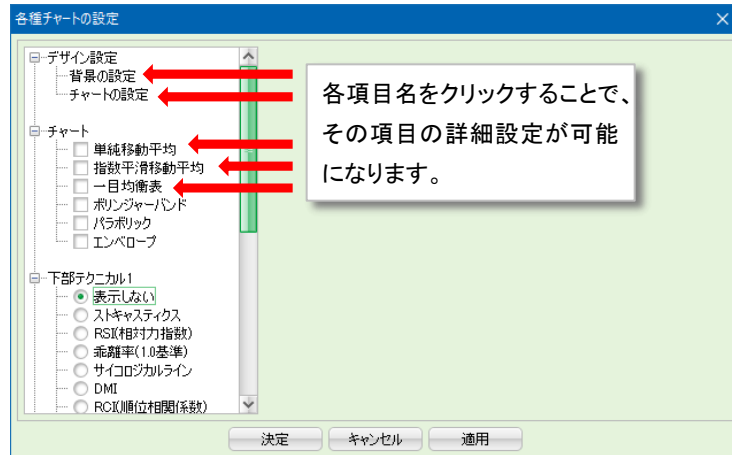 各種チャートの設定
デザイン設定
背景の設定
チャートの設定
チャート
単純移動平均
指数平滑移動平均
一目均衡表
ボリンジャーバンド
パラボリック
エンベロープ
下部テクニカル1
表示しない
ストキャスティクス
RSI(相対力指数)
乖離率(1.0基準)
サイコロジカルライン
DMI
RCI(順位相関係数)
各項目名をクリックすることで、
その項目の詳細設定が可能
になります。
決定 キャンセル 適用